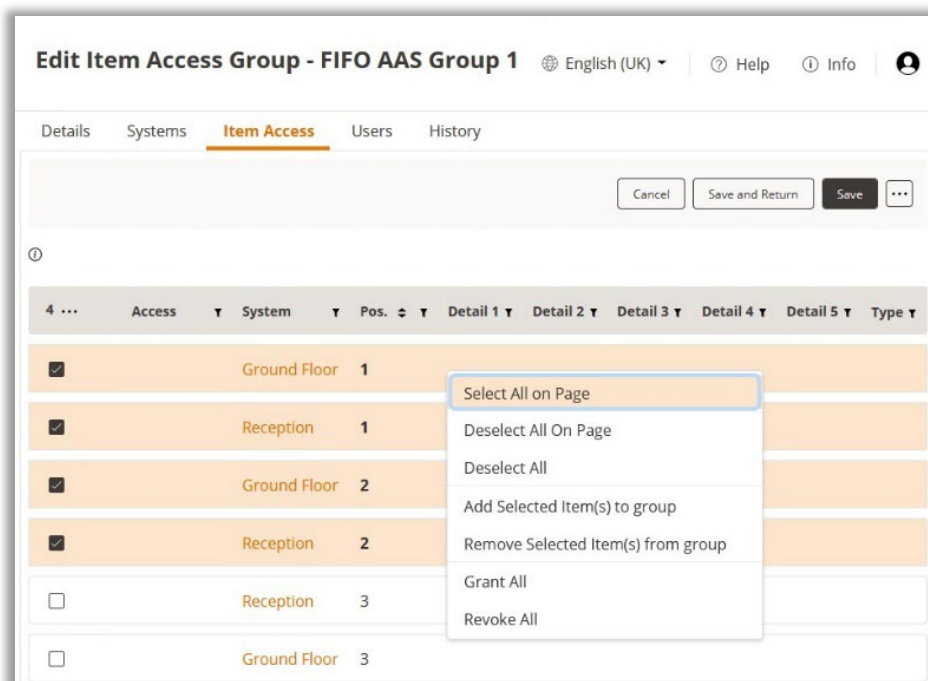 Edit Item Access Group - FIFO AAS Group 1 English (UK) Help Info
Details Systems Item Access Users History
Cancel Save and Return Save ...
4 ... Access System Pos. Detail 1 Detail 2 Detail 3 Detail 4 Detail 5 Type
Ground Floor 1
Select All on Page
Reception 1
Deselect All On Page
Deselect All
Ground Floor 2
Add Selected Item(s) to group
Reception 2
Remove Selected Item(s) from group
Grant All
Reception 3
Revoke All
Ground Floor 3